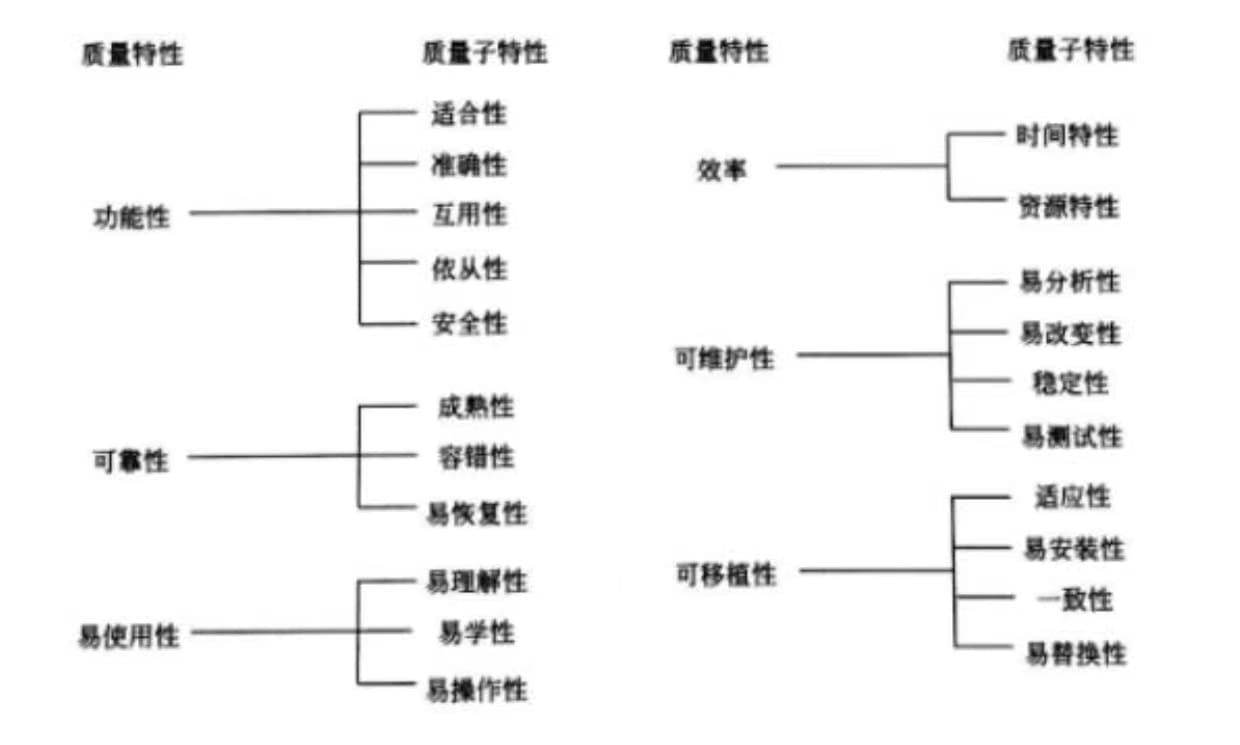 质量特性
质量子特性
功能性
适合性
准确性
互用性
依从性
安全性
可靠性
成熟性
容错性
易恢复性
易使用性
易理解性
易学性
易操作性
质量特性
质量子特性
效率
时间特性
资源特性
可维护性
易分析性
易改变性
稳定性
易测试性
可移植性
适应性
易安装性
一致性
易替换性